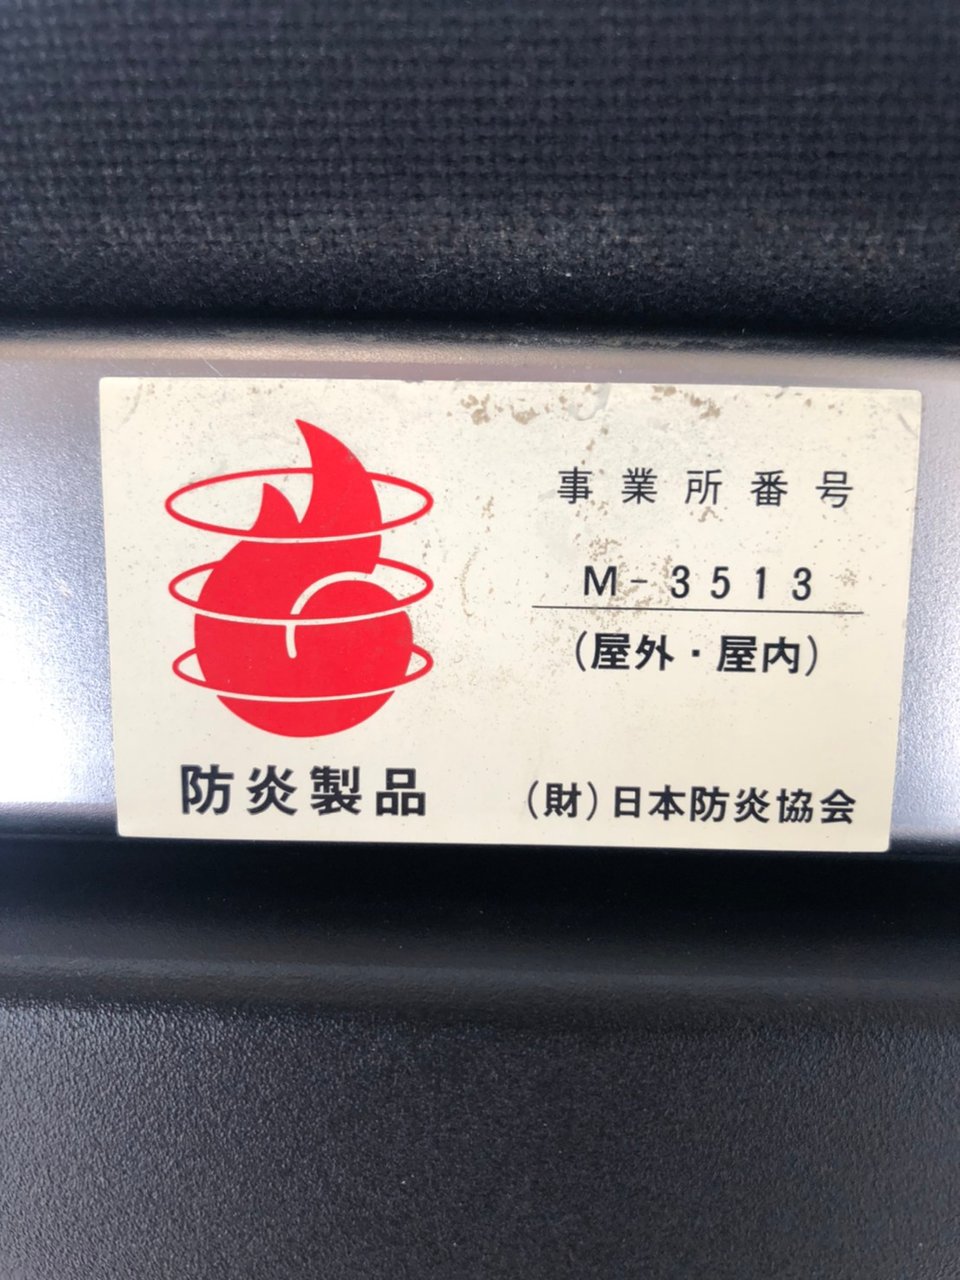 事業所番号
M-3513
(屋外・屋内)
防炎製品
(財)日本防炎協会